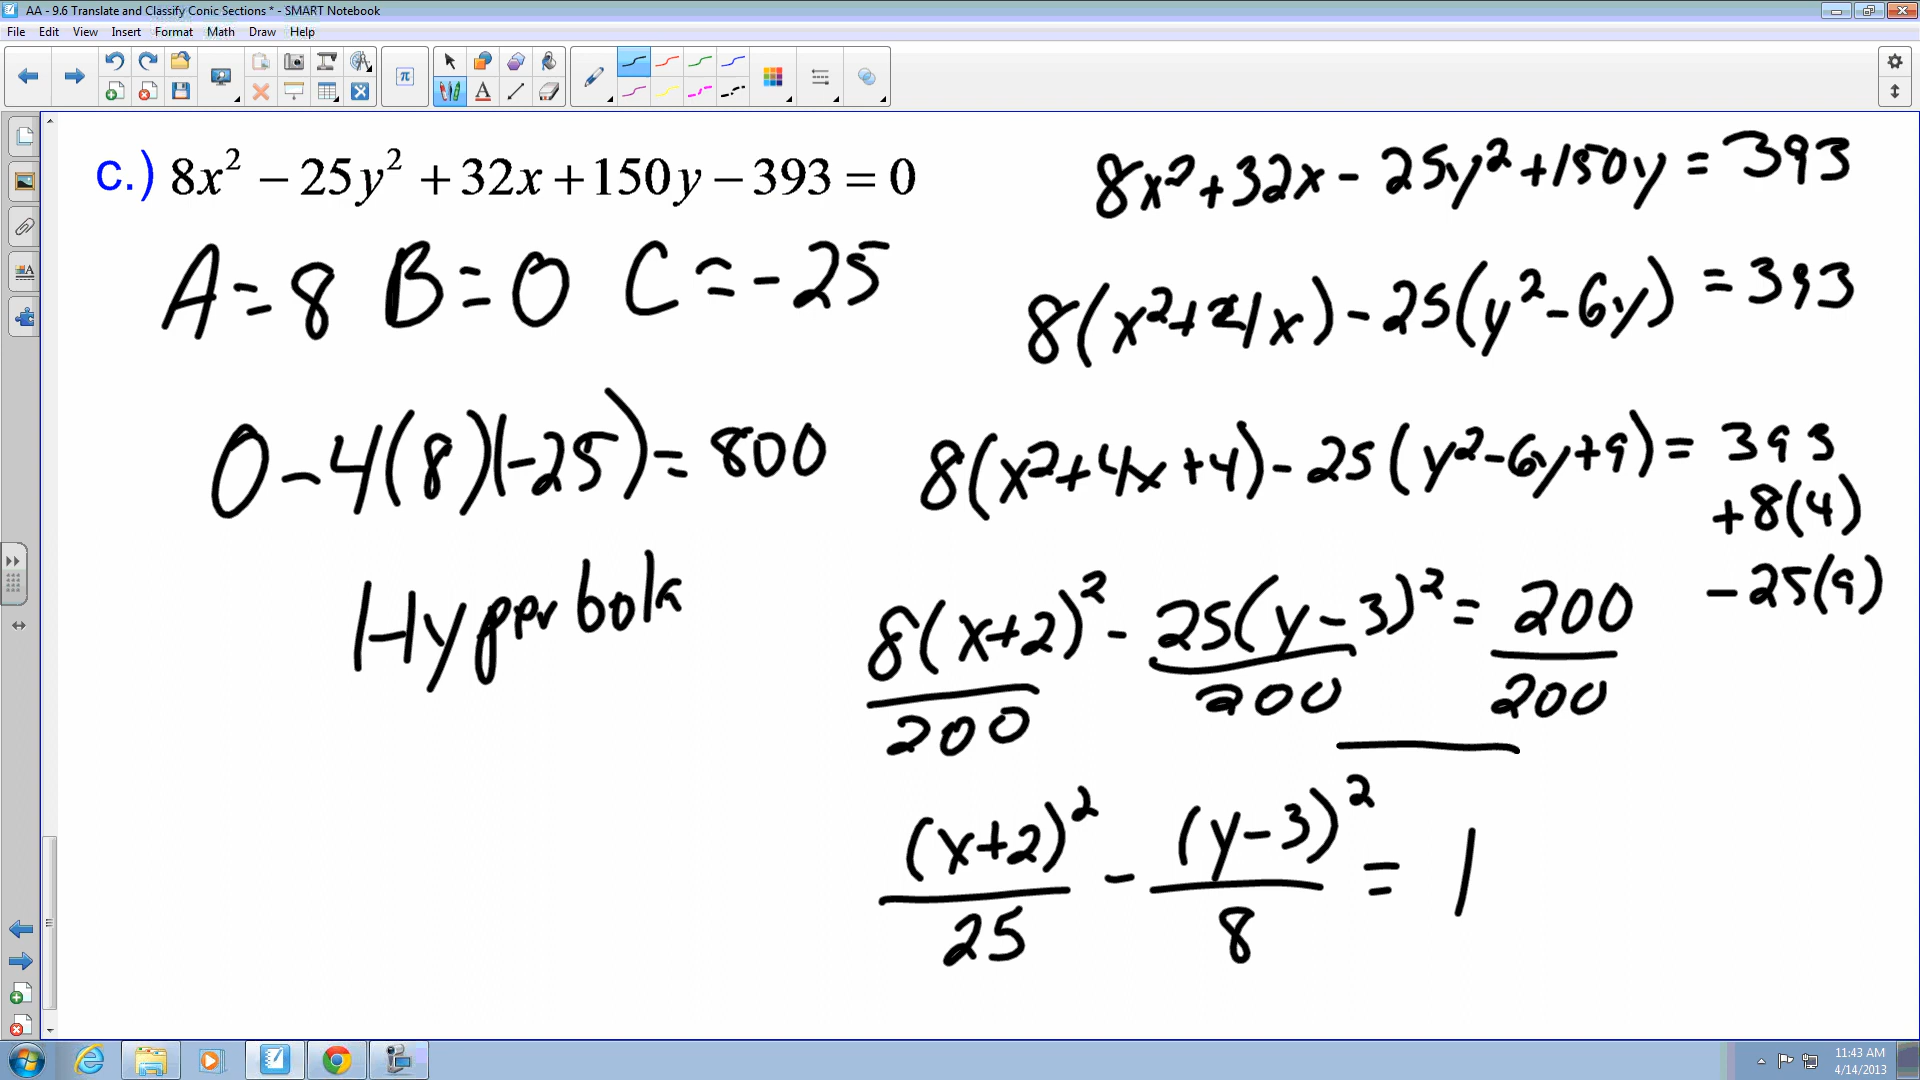 AA - 9.6 Translate and Classify Conic Sections * - SMART Notebook
File Edit View Insert Format Math Draw Help
c.) 8x² − 25y² + 32x + 150y − 393 = 0
A = 8 B = 0 C = -25
0 - 4(8)(-25) = 800
Hyperbola
8x² + 32x - 25y² + 150y = 393
8(x² + 4x) - 25(y² - 6y) = 393
8(x² + 4x + 4) - 25(y² - 6y + 9) = 393
+ 8(4)
- 25(9)
8(x+2)² - 25(y-3)² = 200
200 200 200
(x+2)² - (y-3)² = 1
25 8
11:43 AM
4/14/2013